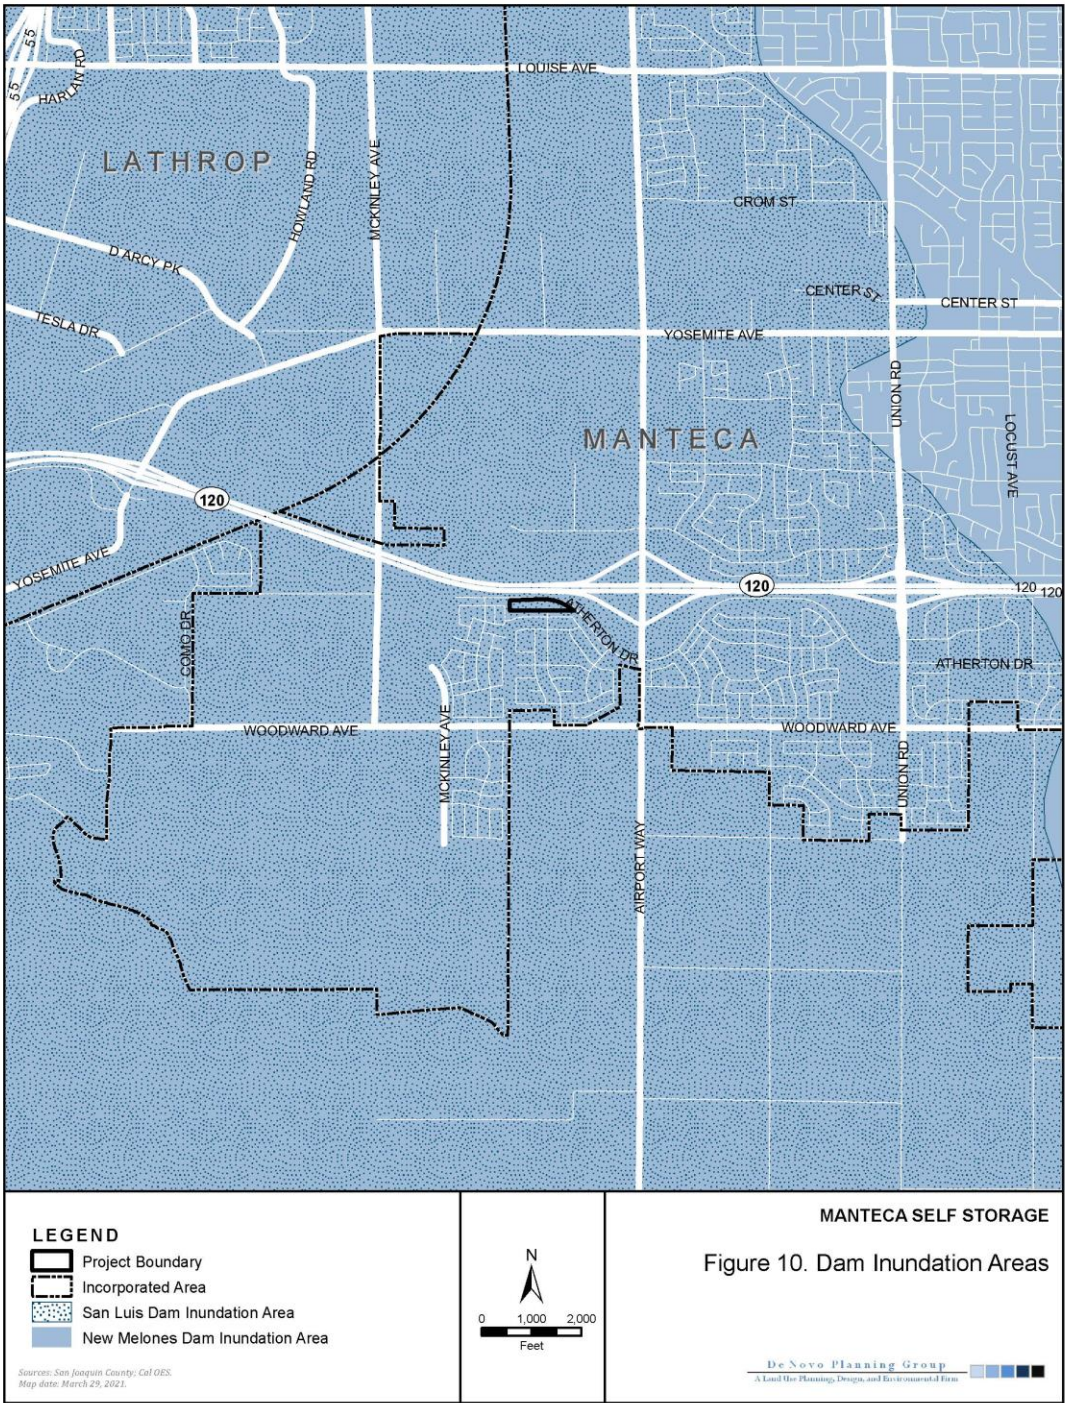 55
55
HARLAN RD
LOUISE AVE
LATHROP
HOWLAND RD
MCKINLEY AVE
CROM ST
D ARCY PK
CENTER ST
CENTER ST
TESLA DR
YOSEMITE AVE
UNION RD
MANTECA
LOCUST AVE
120
YOSEMITE AVE
120
120
120
ATHERTON DR
COMO DR
ATHERTON DR
WOODWARD AVE
MCKINLEY AVE
WOODWARD AVE
UNION RD
AIRPORT WAY
LEGEND
Project Boundary
Incorporated Area
San Luis Dam Inundation Area
New Melones Dam Inundation Area
Sources: San Joaquin County; Cal OES.
Map date: March 29, 2021.
N
0 1,000 2,000
Feet
MANTECA SELF STORAGE
Figure 10. Dam Inundation Areas
De Novo Planning Group
A Land Use Planning, Design, and Environmental Firm